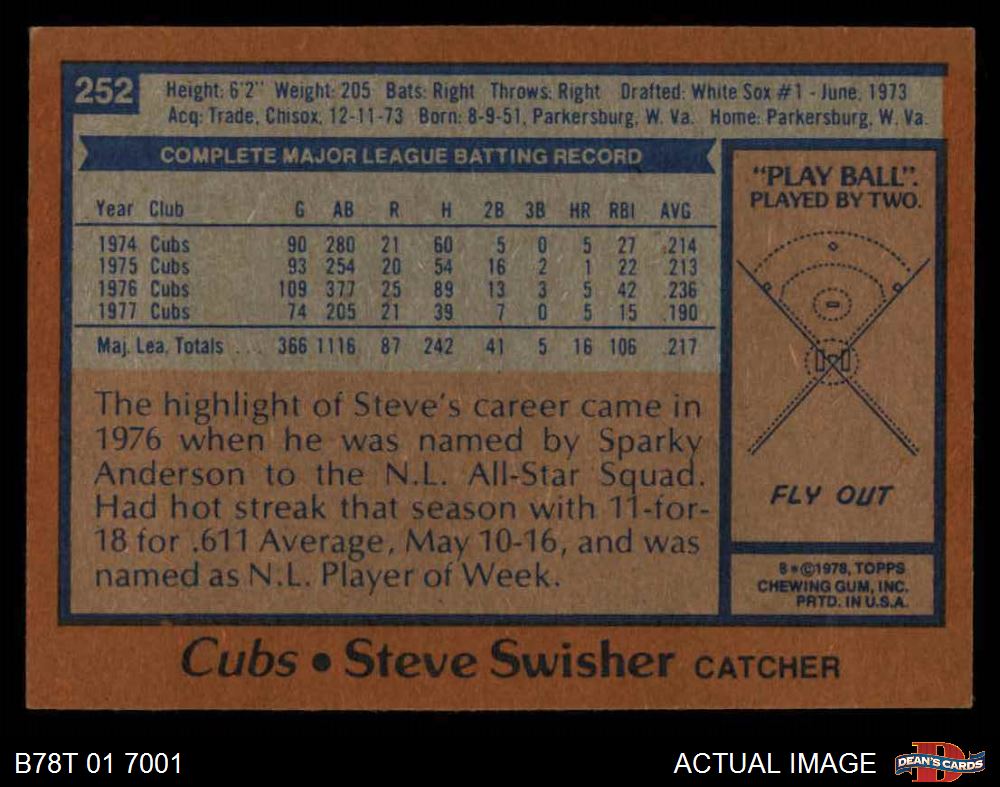 252
Height: 6'2" Weight: 205 Bats: Right Throws: Right Drafted: White Sox #1 - June, 1973
Acq: Trade, Chisox, 12-11-73 Born: 8-9-51, Parkersburg, W. Va. Home: Parkersburg, W. Va.
COMPLETE MAJOR LEAGUE BATTING RECORD
Year Club G AB R H 2B 3B HR RBI AVG
1974 Cubs 90 280 21 60 5 0 5 27 .214
1975 Cubs 93 254 20 54 16 2 1 22 .213
1976 Cubs 109 377 25 89 13 3 5 42 .236
1977 Cubs 74 205 21 39 7 0 5 15 .190
Maj. Lea. Totals . . . 366 1116 87 242 41 5 16 106 .217
The highlight of Steve's career came in
1976 when he was named by Sparky
Anderson to the N.L. All-Star Squad.
Had hot streak that season with 11-for-
18 for .611 Average, May 10-16, and was
named as N.L. Player of Week.
"PLAY BALL".
PLAYED BY TWO.
FLY OUT
8*©1978, TOPPS
CHEWING GUM, INC.
PRTD. IN U.S.A.
Cubs • Steve Swisher CATCHER
B78T 01 7001
ACTUAL IMAGE
DEAN'S CARDS